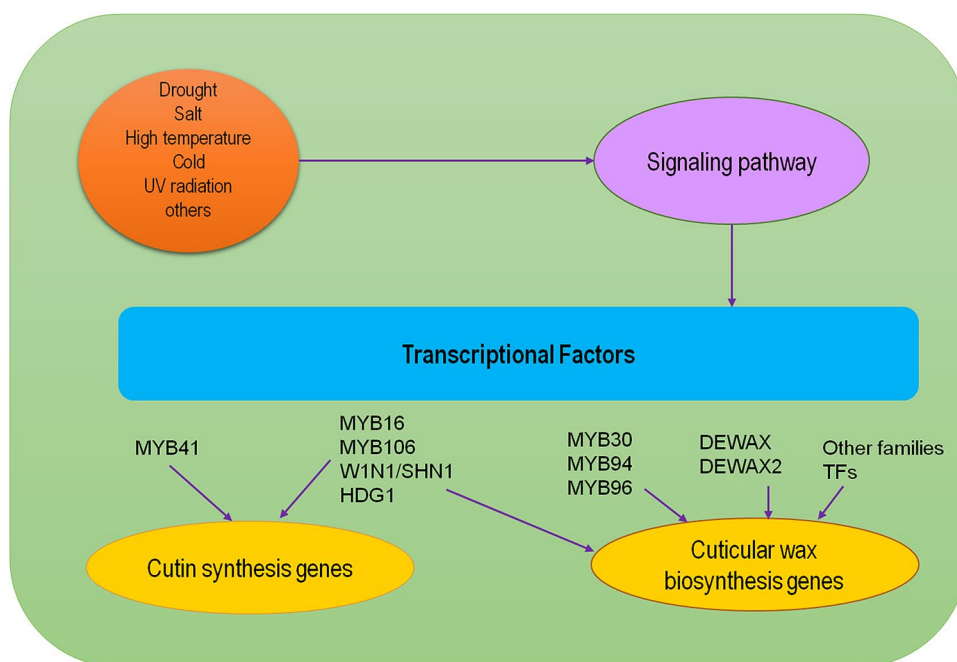 Drought
Salt
High temperature
Cold
UV radiation
others
Signaling pathway
Transcriptional Factors
MYB41
MYB16
MYB106
W1N1/SHN1
HDG1
MYB30
MYB94
MYB96
DEWAX
DEWAX2
Other families
TFs
Cutin synthesis genes
Cuticular wax
biosynthesis genes